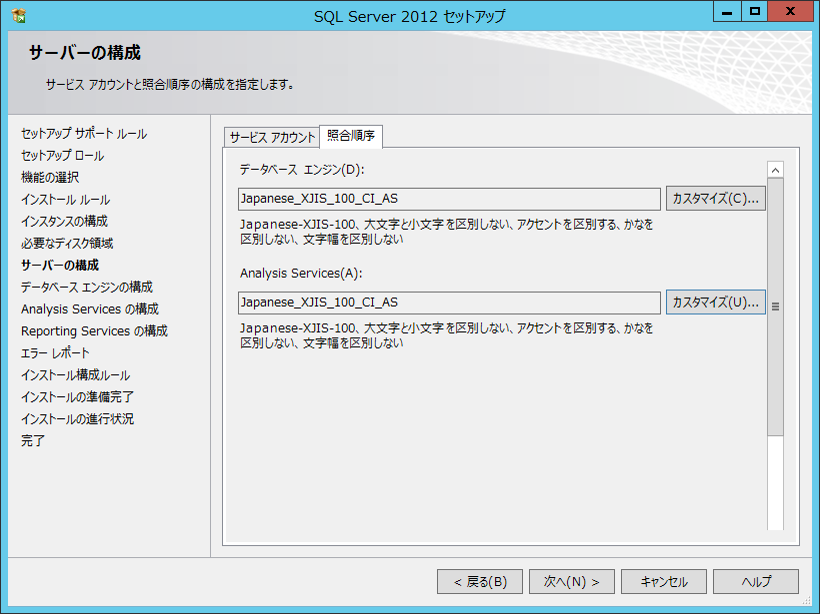 SQL Server 2012 セットアップ
サーバーの構成
サービス アカウントと照合順序の構成を指定します。
セットアップ サポート ルール
セットアップ ロール
機能の選択
インストール ルール
インスタンスの構成
必要なディスク領域
サーバーの構成
データベース エンジンの構成
Analysis Services の構成
Reporting Services の構成
エラー レポート
インストール構成ルール
インストールの準備完了
インストールの進行状況
完了
サービス アカウント 照合順序
データベース エンジン(D):
Japanese_XJIS_100_CI_AS カスタマイズ(C)...
Japanese-XJIS-100、大文字と小文字を区別しない、アクセントを区別する、かなを
区別しない、文字幅を区別しない
Analysis Services(A):
Japanese_XJIS_100_CI_AS カスタマイズ(U)...
Japanese-XJIS-100、大文字と小文字を区別しない、アクセントを区別する、かなを
区別しない、文字幅を区別しない
< 戻る(B) 次へ(N) > キャンセル ヘルプ